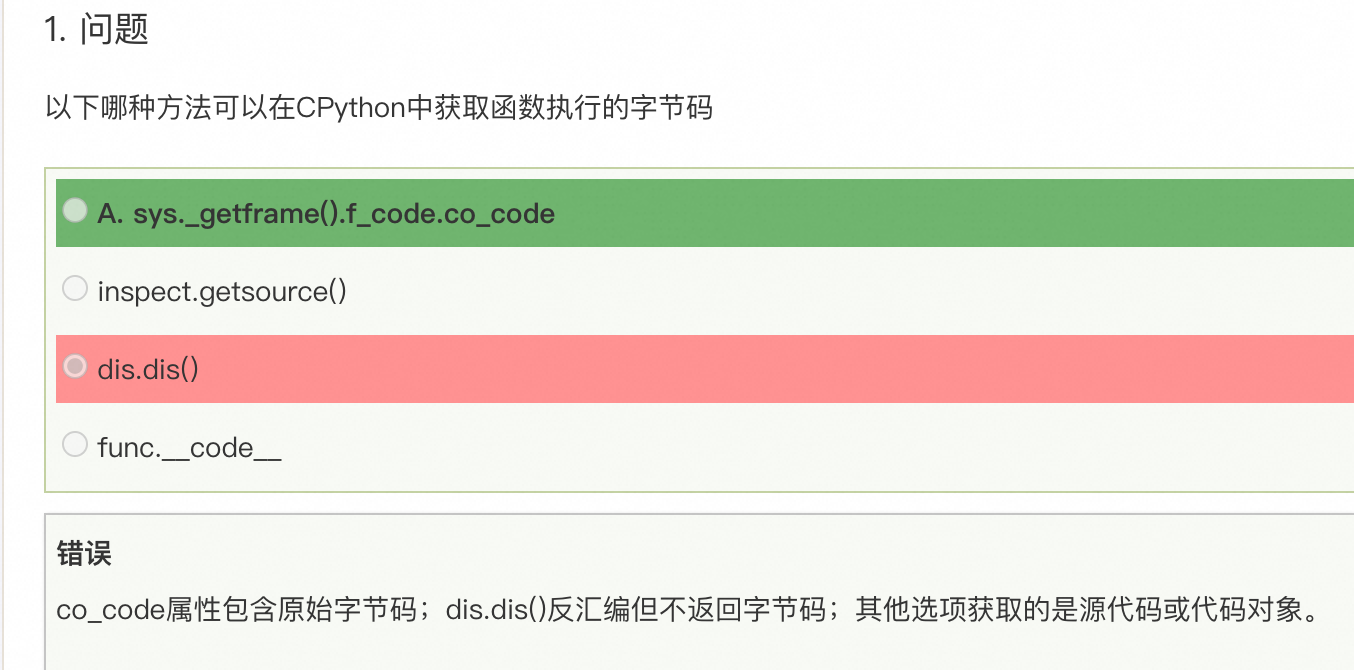 1. 问题
以下哪种方法可以在CPython中获取函数执行的字节码
A. sys._getframe().f_code.co_code
inspect.getsource()
dis.dis()
func.__code__
错误
co_code属性包含原始字节码；dis.dis()反汇编但不返回字节码；其他选项获取的是源代码或代码对象。